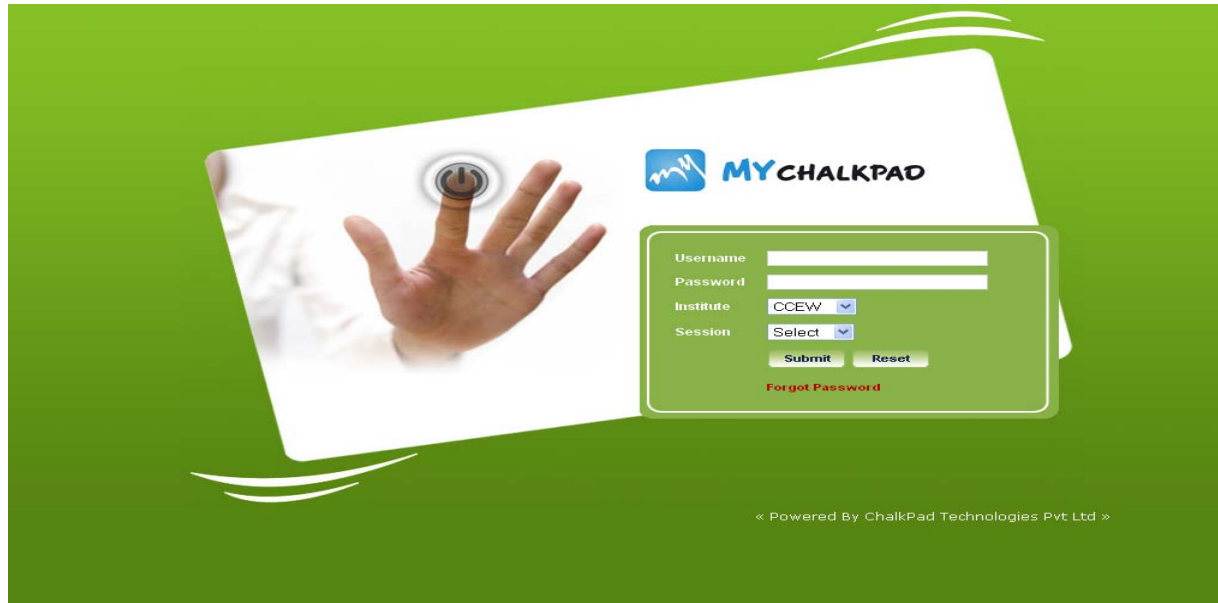 MYCHALKPAD
Username
Password
Institute CCEW
Session Select
Submit Reset
Forgot Password
« Powered By ChalkPad Technologies Pvt Ltd »